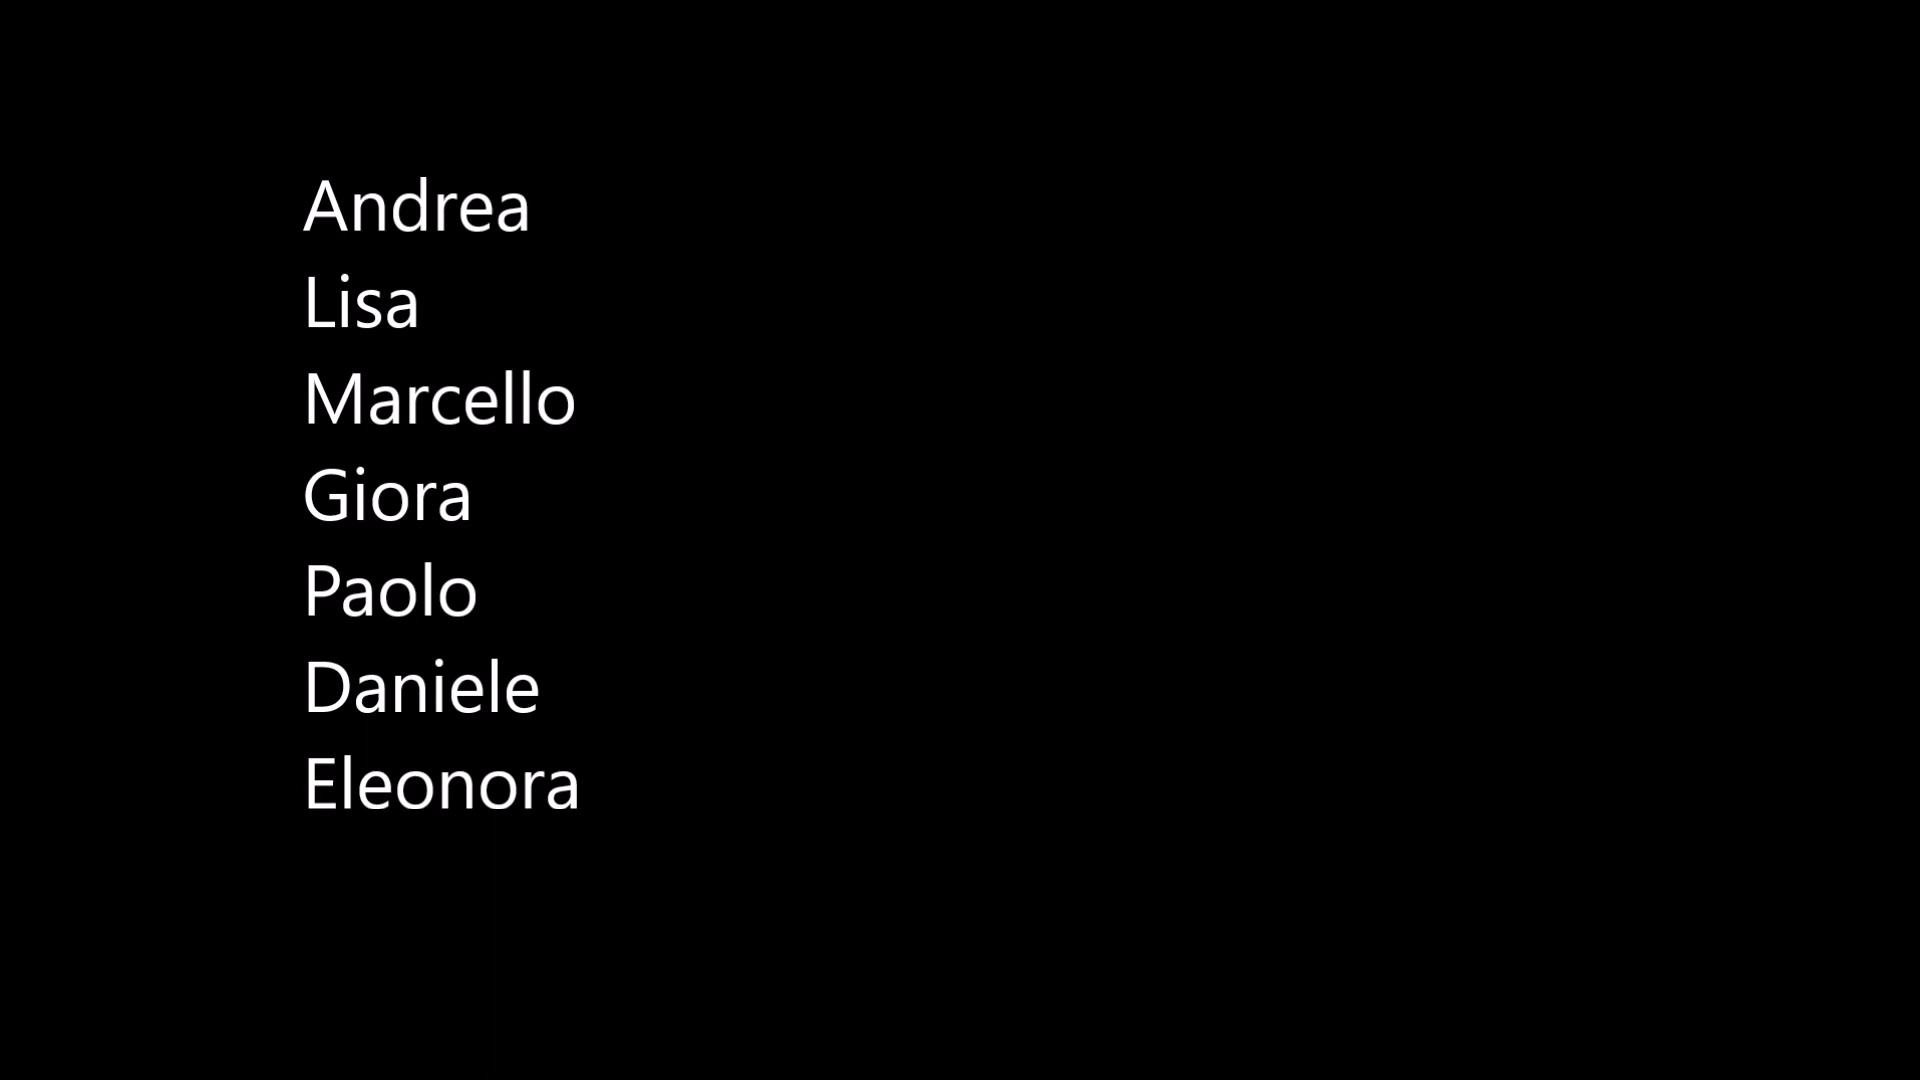 Andrea
Lisa
Marcello
Giora
Paolo
Daniele
Eleonora